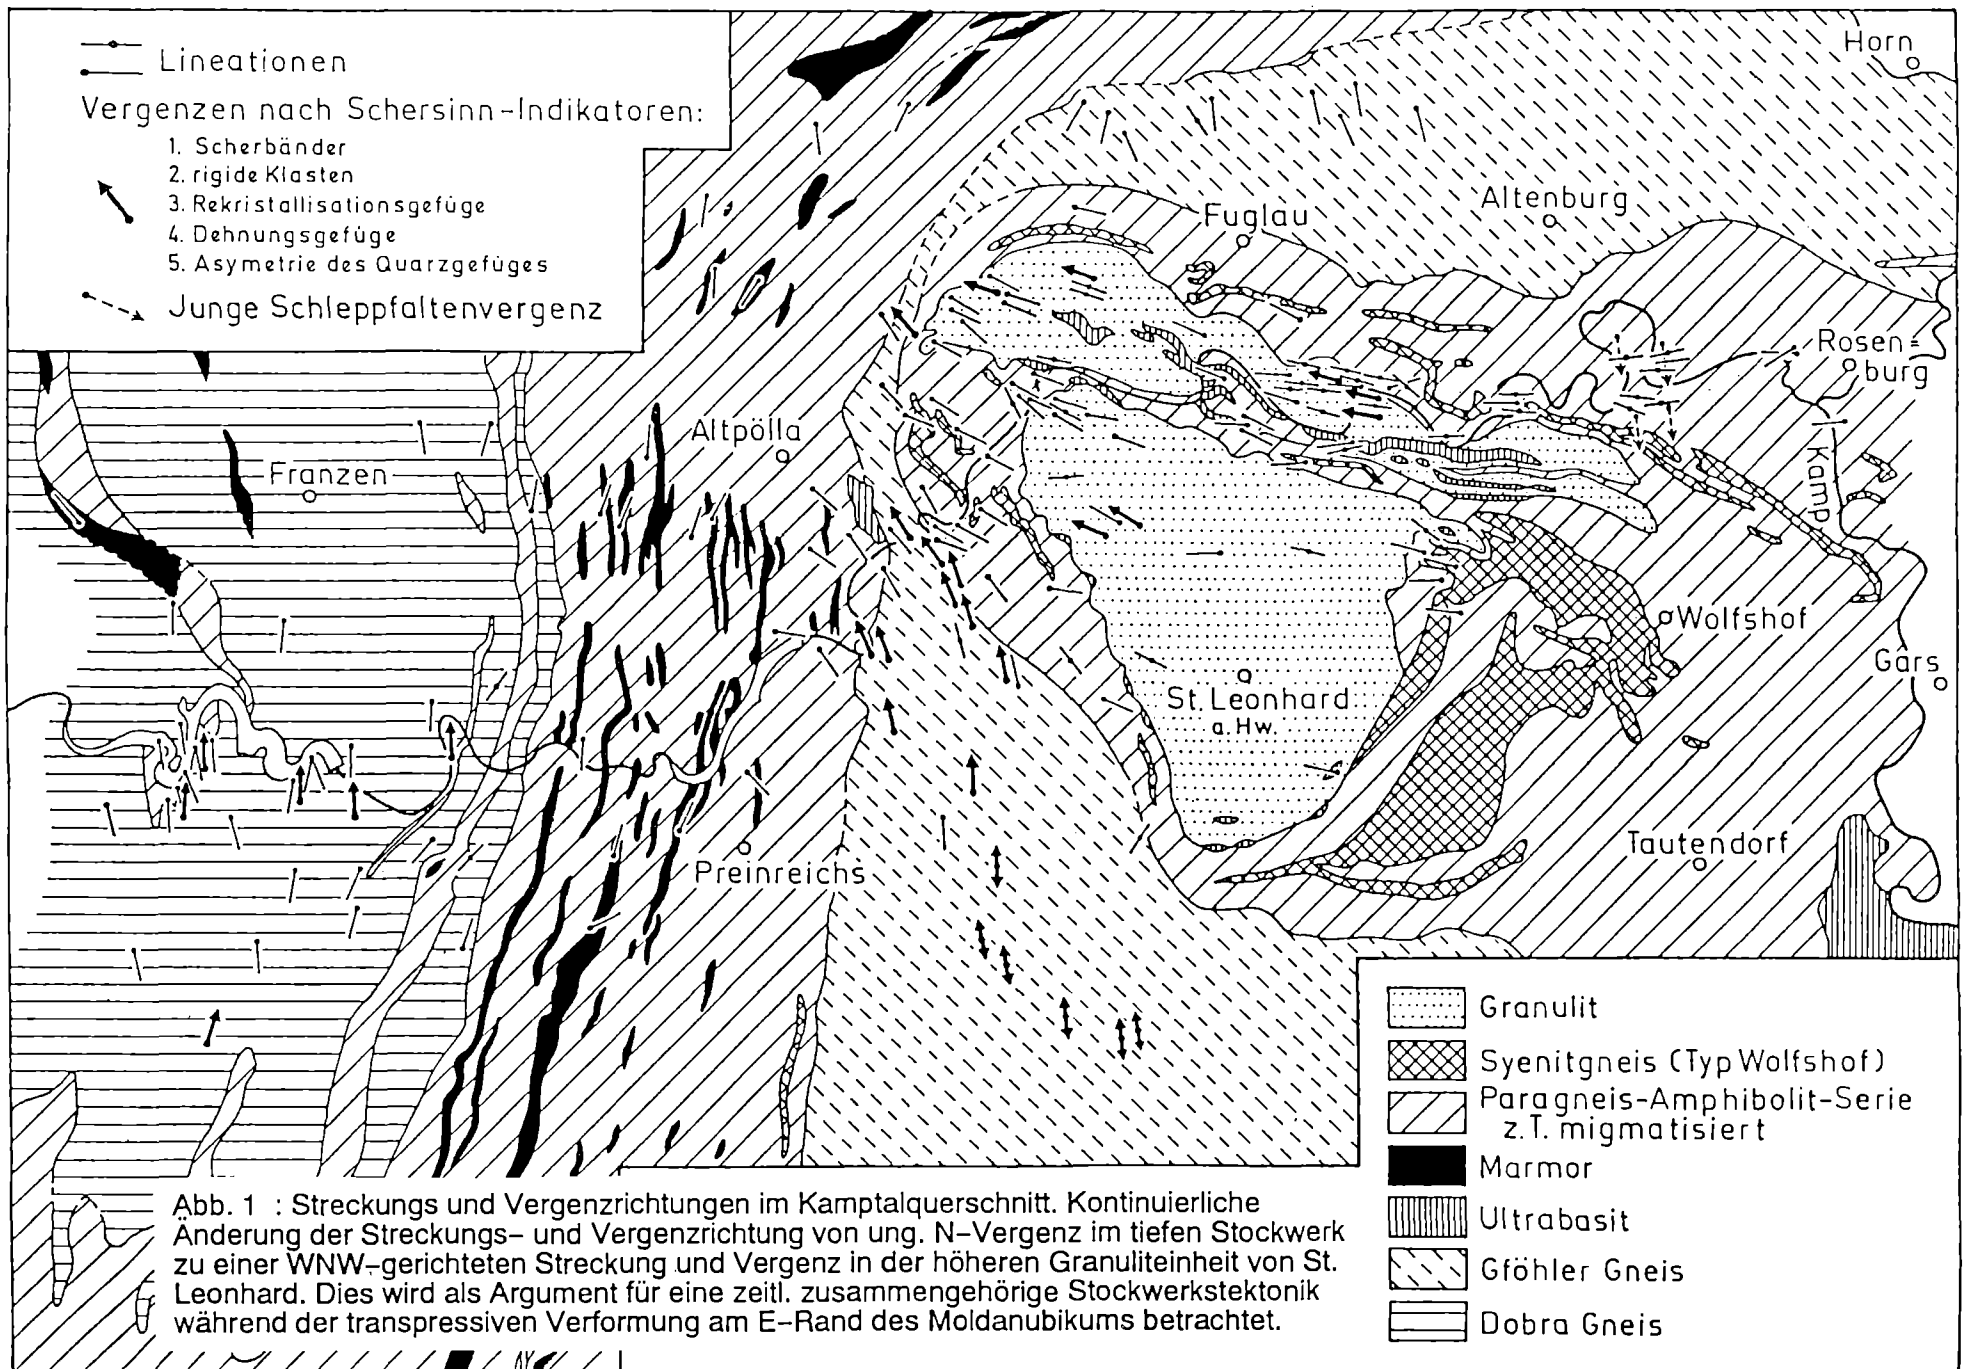 Lineationen
Vergenzen nach Schersinn-Indikatoren:
1. Scherbänder
2. rigide Klasten
3. Rekristallisationsgefüge
4. Dehnungsgefüge
5. Asymetrie des Quarzgefüges
Junge Schleppfaltenvergenz
Horn
Altenburg
Fuglau
Rosen=
burg
Altpölla
Franzen
Kamp
Wolfshof
Gars
St. Leonhard
a. Hw.
Preinreichs
Tautendorf
Granulit
Syenitgneis (Typ Wolfshof)
Paragneis-Amphibolit-Serie
z.T. migmatisiert
Marmor
Ultrabasit
Gföhler Gneis
Dobra Gneis
Abb. 1 : Streckungs und Vergenzrichtungen im Kamptalquerschnitt. Kontinuierliche
Änderung der Streckungs- und Vergenzrichtung von ung. N-Vergenz im tiefen Stockwerk
zu einer WNW-gerichteten Streckung und Vergenz in der höheren Granuliteinheit von St.
Leonhard. Dies wird als Argument für eine zeitl. zusammengehörige Stockwerkstektonik
während der transpressiven Verformung am E-Rand des Moldanubikums betrachtet.